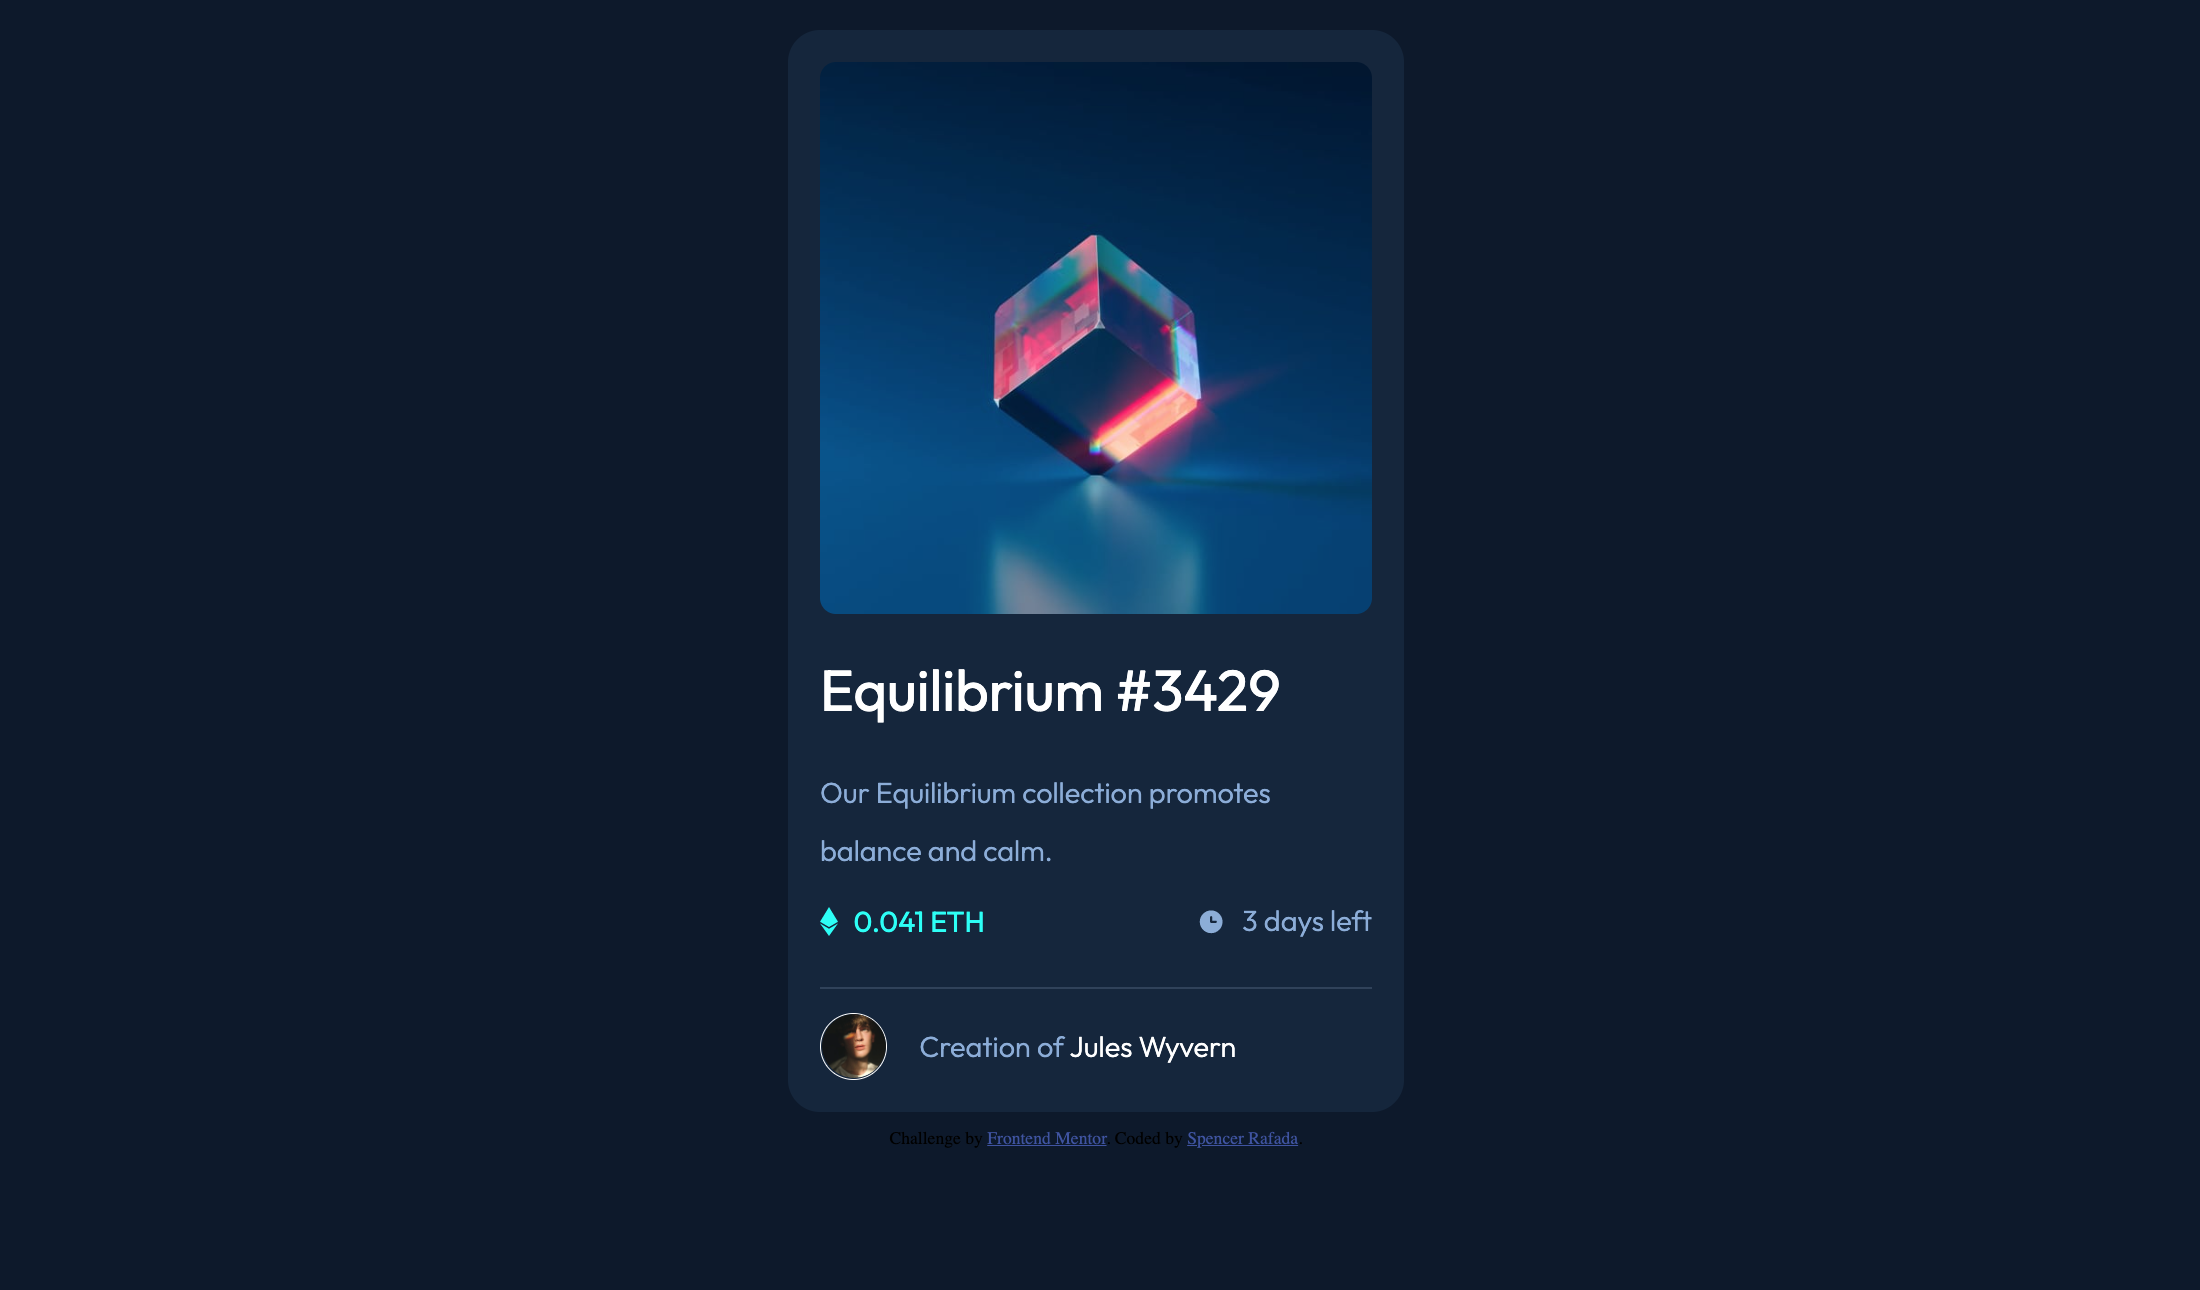 Equilibrium #3429
Our Equilibrium collection promotes
balance and calm.
0.041 ETH
3 days left
Creation of Jules Wyvern
Challenge by Frontend Mentor. Coded by Spencer Rafada.